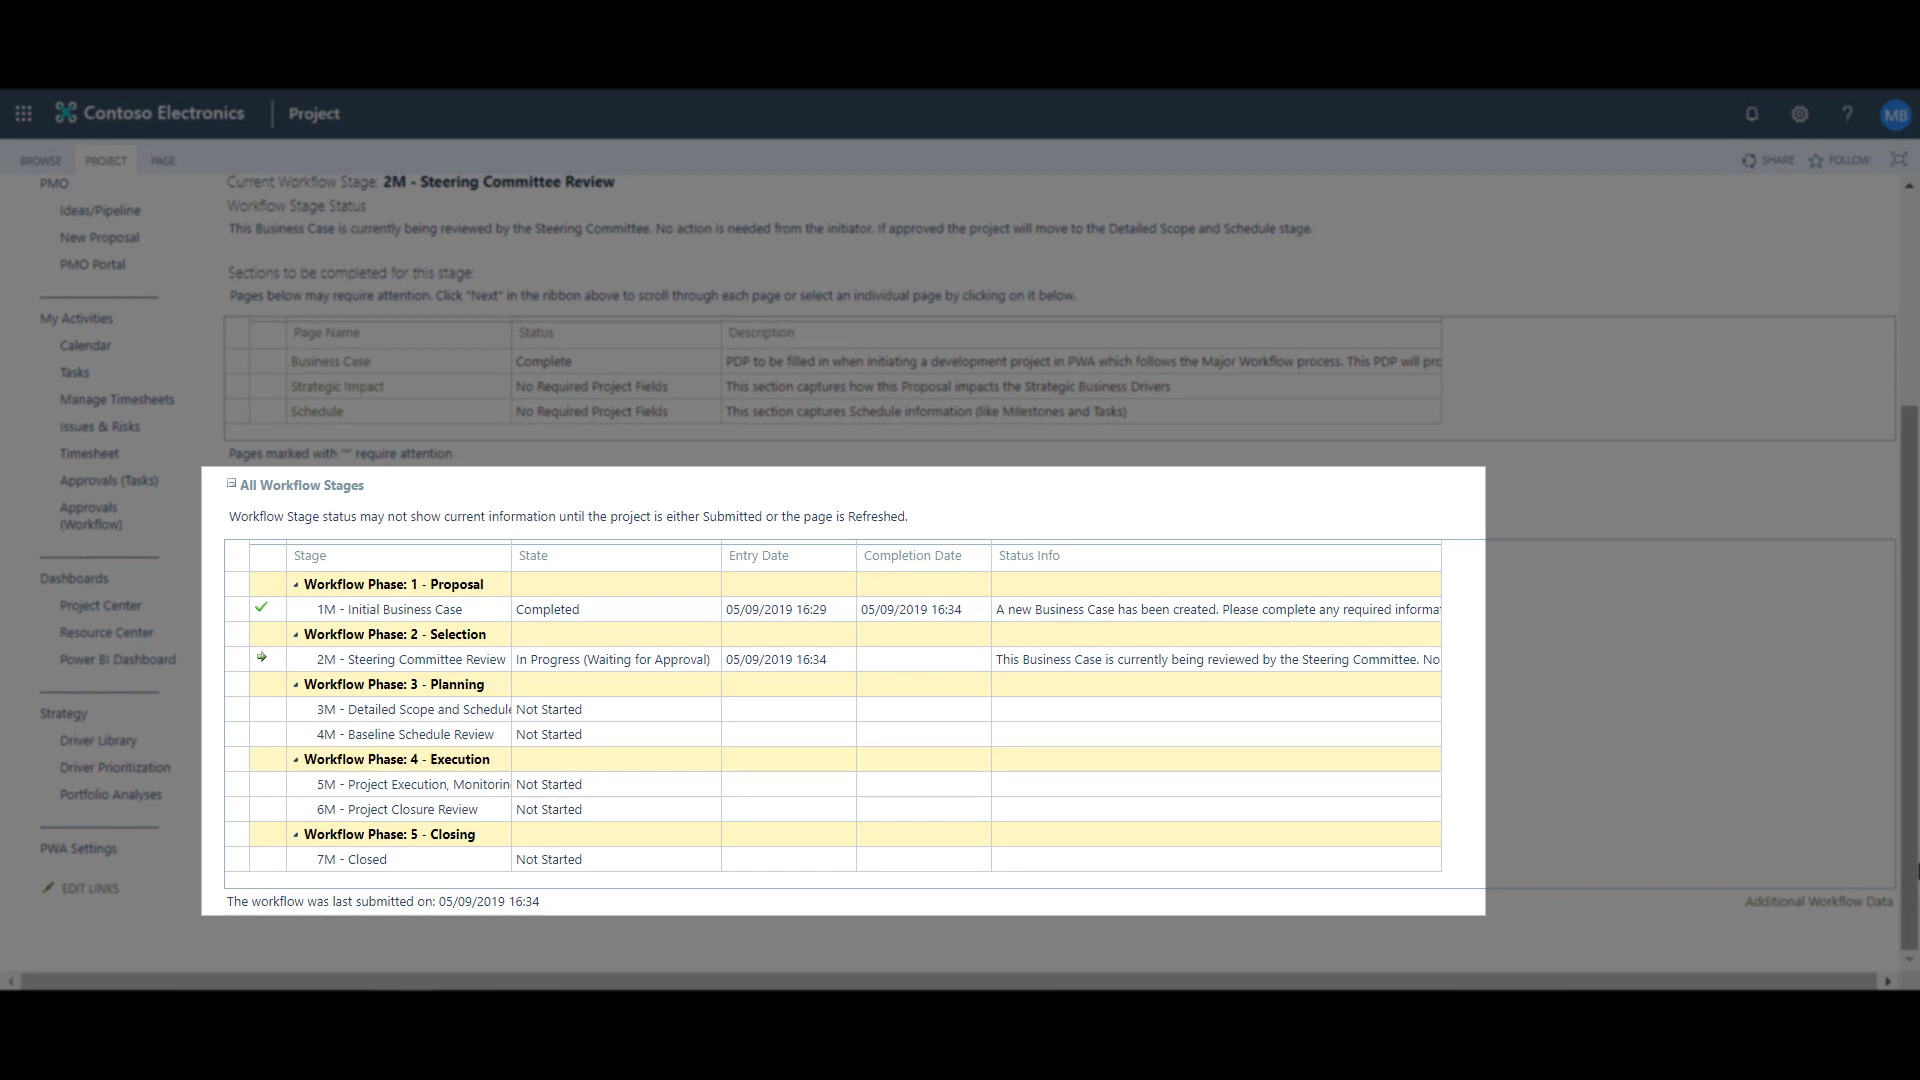 Contoso Electronics Project ? MB
BROWSE PROJECT PAGE SHARE FOLLOW
PMO
Ideas/Pipeline
New Proposal
PMO Portal
My Activities
Calendar
Tasks
Manage Timesheets
Issues & Risks
Timesheet
Approvals (Tasks)
Approvals
(Workflow)
Dashboards
Project Center
Resource Center
Power BI Dashboard
Strategy
Driver Library
Driver Prioritization
Portfolio Analyses
PWA Settings
EDIT LINKS
Current Workflow Stage: 2M - Steering Committee Review
Workflow Stage Status
This Business Case is currently being reviewed by the Steering Committee. No action is needed from the initiator. If approved the project will move to the Detailed Scope and Schedule stage.
Sections to be completed for this stage:
Pages below may require attention. Click "Next" in the ribbon above to scroll through each page or select an individual page by clicking on it below.
Page Name Status Description
Business Case Complete PDP to be filled in when initiating a development project in PWA which follows the Major Workflow process. This PDP will pro
Strategic Impact No Required Project Fields This section captures how this Proposal impacts the Strategic Business Drivers
Schedule No Required Project Fields This section captures Schedule information (like Milestones and Tasks)
Pages marked with "*" require attention
All Workflow Stages
Workflow Stage status may not show current information until the project is either Submitted or the page is Refreshed.
Stage State Entry Date Completion Date Status Info
Workflow Phase: 1 - Proposal
1M - Initial Business Case Completed 05/09/2019 16:29 05/09/2019 16:34 A new Business Case has been created. Please complete any required informat
Workflow Phase: 2 - Selection
2M - Steering Committee Review In Progress (Waiting for Approval) 05/09/2019 16:34 This Business Case is currently being reviewed by the Steering Committee. No
Workflow Phase: 3 - Planning
3M - Detailed Scope and Schedule Not Started
4M - Baseline Schedule Review Not Started
Workflow Phase: 4 - Execution
5M - Project Execution, Monitorin Not Started
6M - Project Closure Review Not Started
Workflow Phase: 5 - Closing
7M - Closed Not Started
The workflow was last submitted on: 05/09/2019 16:34
Additional Workflow Data